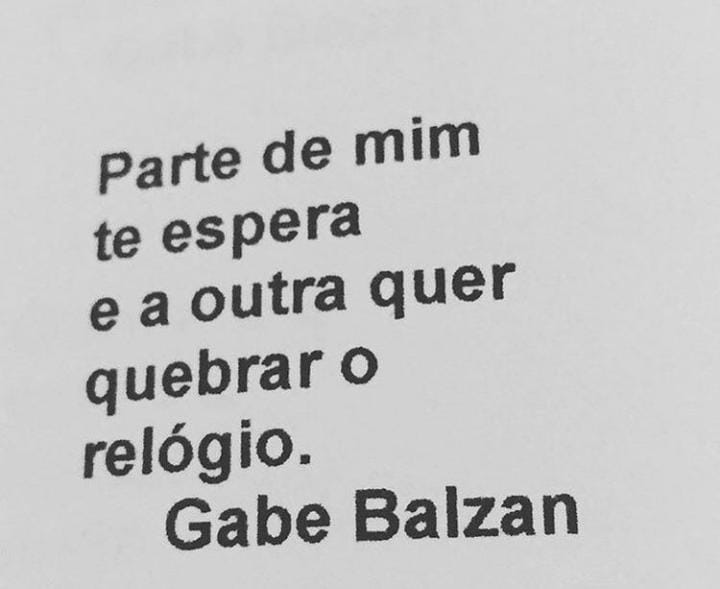 Parte de mim
te espera
e a outra quer
quebrar o
relógio.
Gabe Balzan